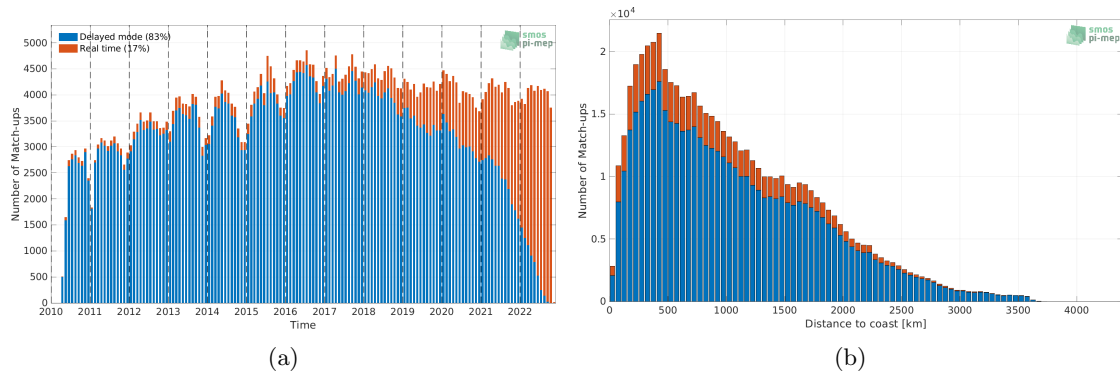 Delayed mode (83%)
Real time (17%)
smos
pi-mep
5000
4500
4000
3500
3000
2500
2000
1500
1000
500
0
Number of Match-ups
2010 2011 2012 2013 2014 2015 2016 2017 2018 2019 2020 2021 2022
Time
(a)
×10⁴
smos
pi-mep
2
1.5
1
0.5
0
Number of Match-ups
0 500 1000 1500 2000 2500 3000 3500 4000
Distance to coast [km]
(b)